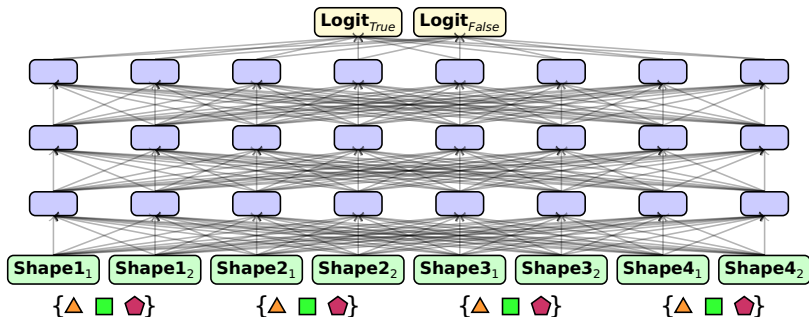 Logit_True Logit_False
Shape1_1 Shape1_2 Shape2_1 Shape2_2 Shape3_1 Shape3_2 Shape4_1 Shape4_2
{ } { } { } { }